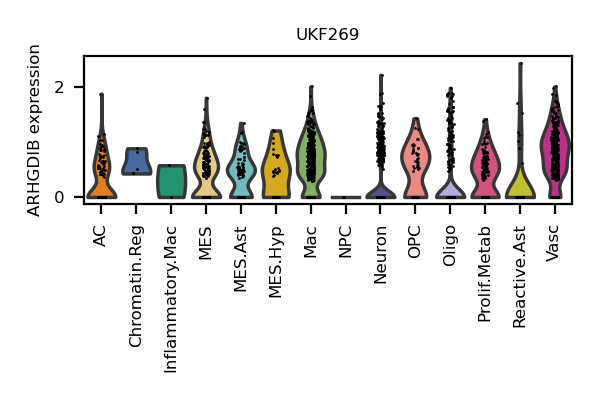 UKF269
ARHGDIB expression
2
0
AC
Chromatin.Reg
Inflammatory.Mac
MES
MES.Ast
MES.Hyp
Mac
NPC
Neuron
OPC
Oligo
Prolif.Metab
Reactive.Ast
Vasc